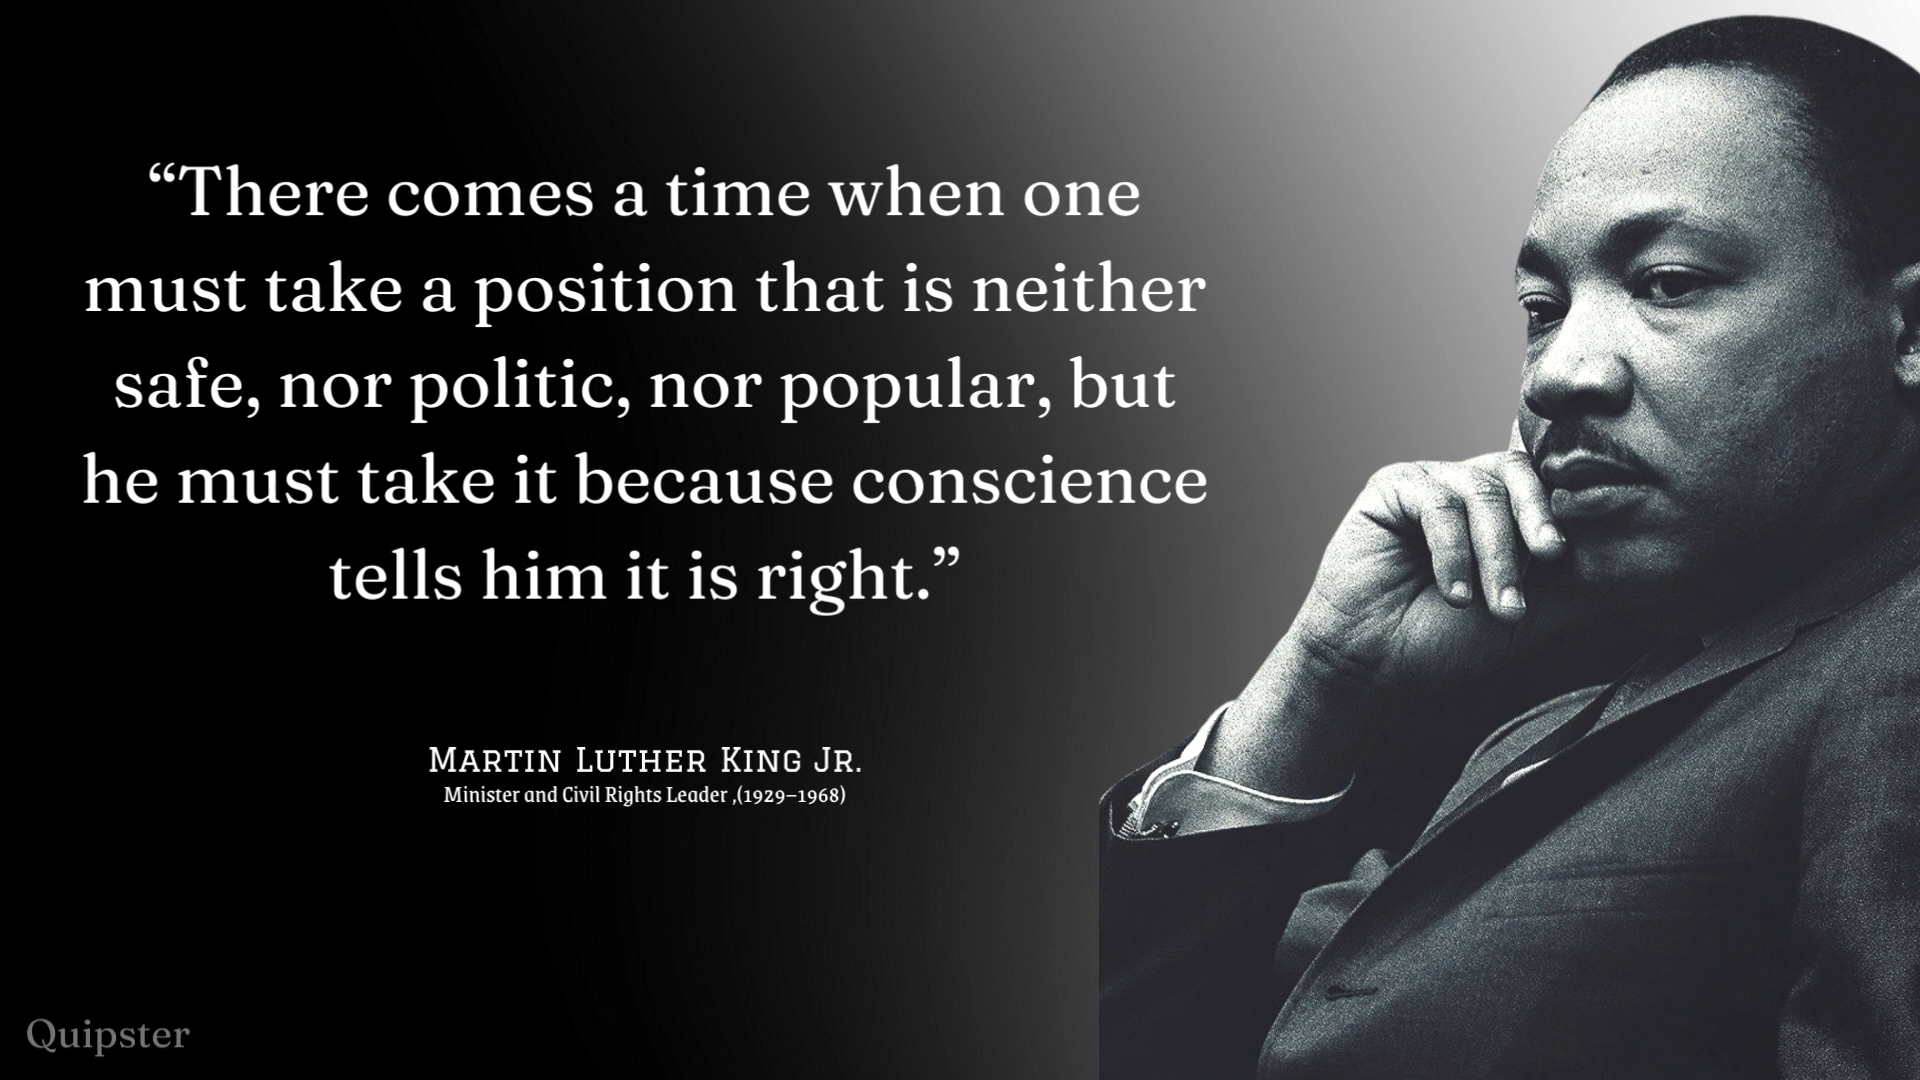 “There comes a time when one
must take a position that is neither
safe, nor politic, nor popular, but
he must take it because conscience
tells him it is right.”
Martin Luther King Jr.
Minister and Civil Rights Leader ,(1929–1968)
Quipster